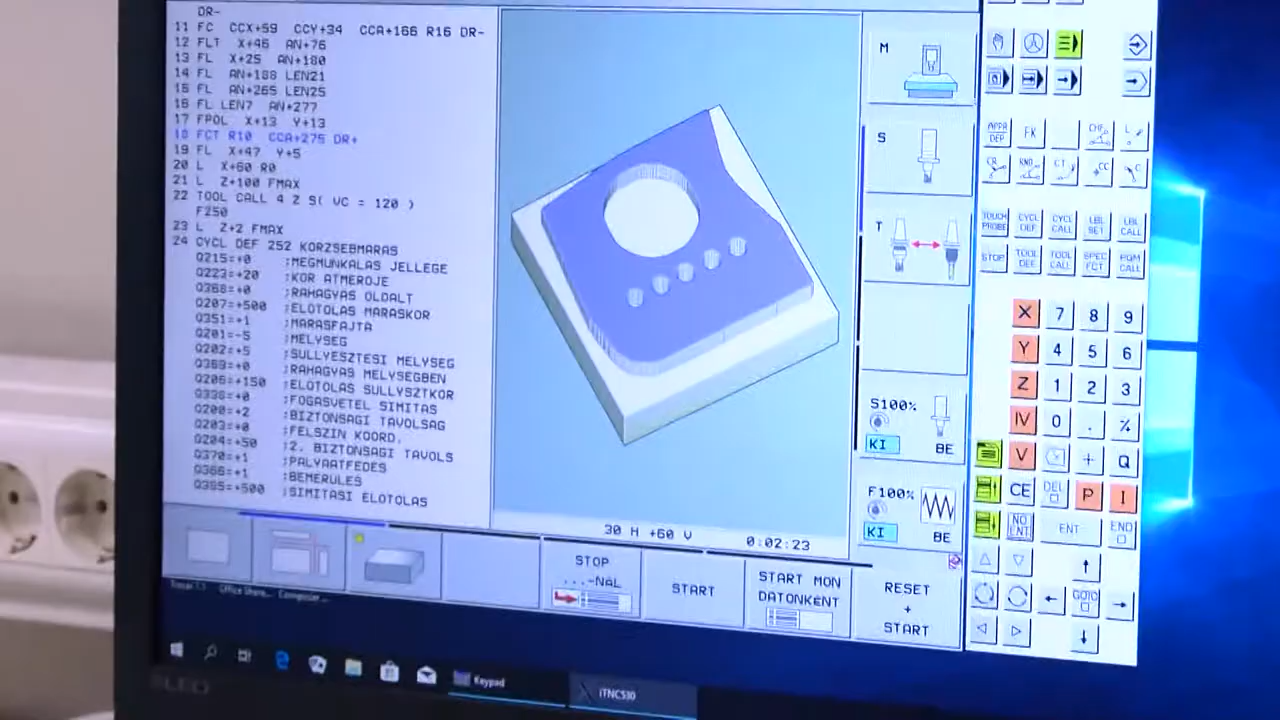 DR-
11 FC CCX+59 CCY+34 CCA+166 R16 DR-
12 FLT X+46 AN+76
13 FL X+25 AN+180
14 FL AN+188 LEN21
15 FL AN+265 LEN25
16 FL LEN7 AN+277
17 FPOL X+13 Y+13
18 FCT R10 CCA+275 DR+
19 FL X+47 Y+5
20 L X+60 R0
21 L Z+100 FMAX
22 TOOL CALL 4 Z S( VC = 120 )
F250
23 L Z+2 FMAX
24 CYCL DEF 252 KORZSEBMARAS
Q215=+0 ;MEGMUNKALAS JELLEGE
Q223=+20 ;KOR ATMEROJE
Q368=+0 ;RAHAGYAS OLDALT
Q207=+500 ;ELOTOLAS MARASKOR
Q351=+1 ;MARASFAJTA
Q201=-5 ;MELYSEG
Q202=+5 ;SULLYESZTESI MELYSEG
Q369=+0 ;RAHAGYAS MELYSEGBEN
Q206=+150 ;ELOTOLAS SULLYSZTKOR
Q338=+0 ;FOGASVETEL SIMITAS
Q200=+2 ;BIZTONSAGI TAVOLSAG
Q203=+0 ;FELSZIN KOORD.
Q204=+50 ;2. BIZTONSAGI TAVOLS
Q370=+1 ;PALYAATFEDES
Q366=+1 ;BEMERULES
Q385=+500 ;SIMITASI ELOTOLAS
30 H +60 V 0:02:23
M
S
T
S100%
KI BE
F100%
KI BE
STOP
...-NAL
START
START MON
DATONKENT
RESET
+
START
APPR
DEP
FK
CHF
L
CR
RND
CT
CC
C
TOUCH
PROBE
CYCL
DEF
CYCL
CALL
LBL
SET
LBL
CALL
STOP
TOOL
DEF
TOOL
CALL
SPEC
FCT
PGM
CALL
X 7 8 9
Y 4 5 6
Z 1 2 3
IV 0 .
V + Q
CE DEL P I
NO
ENT
ENT
END
GOTO
Keypad
iTNC530